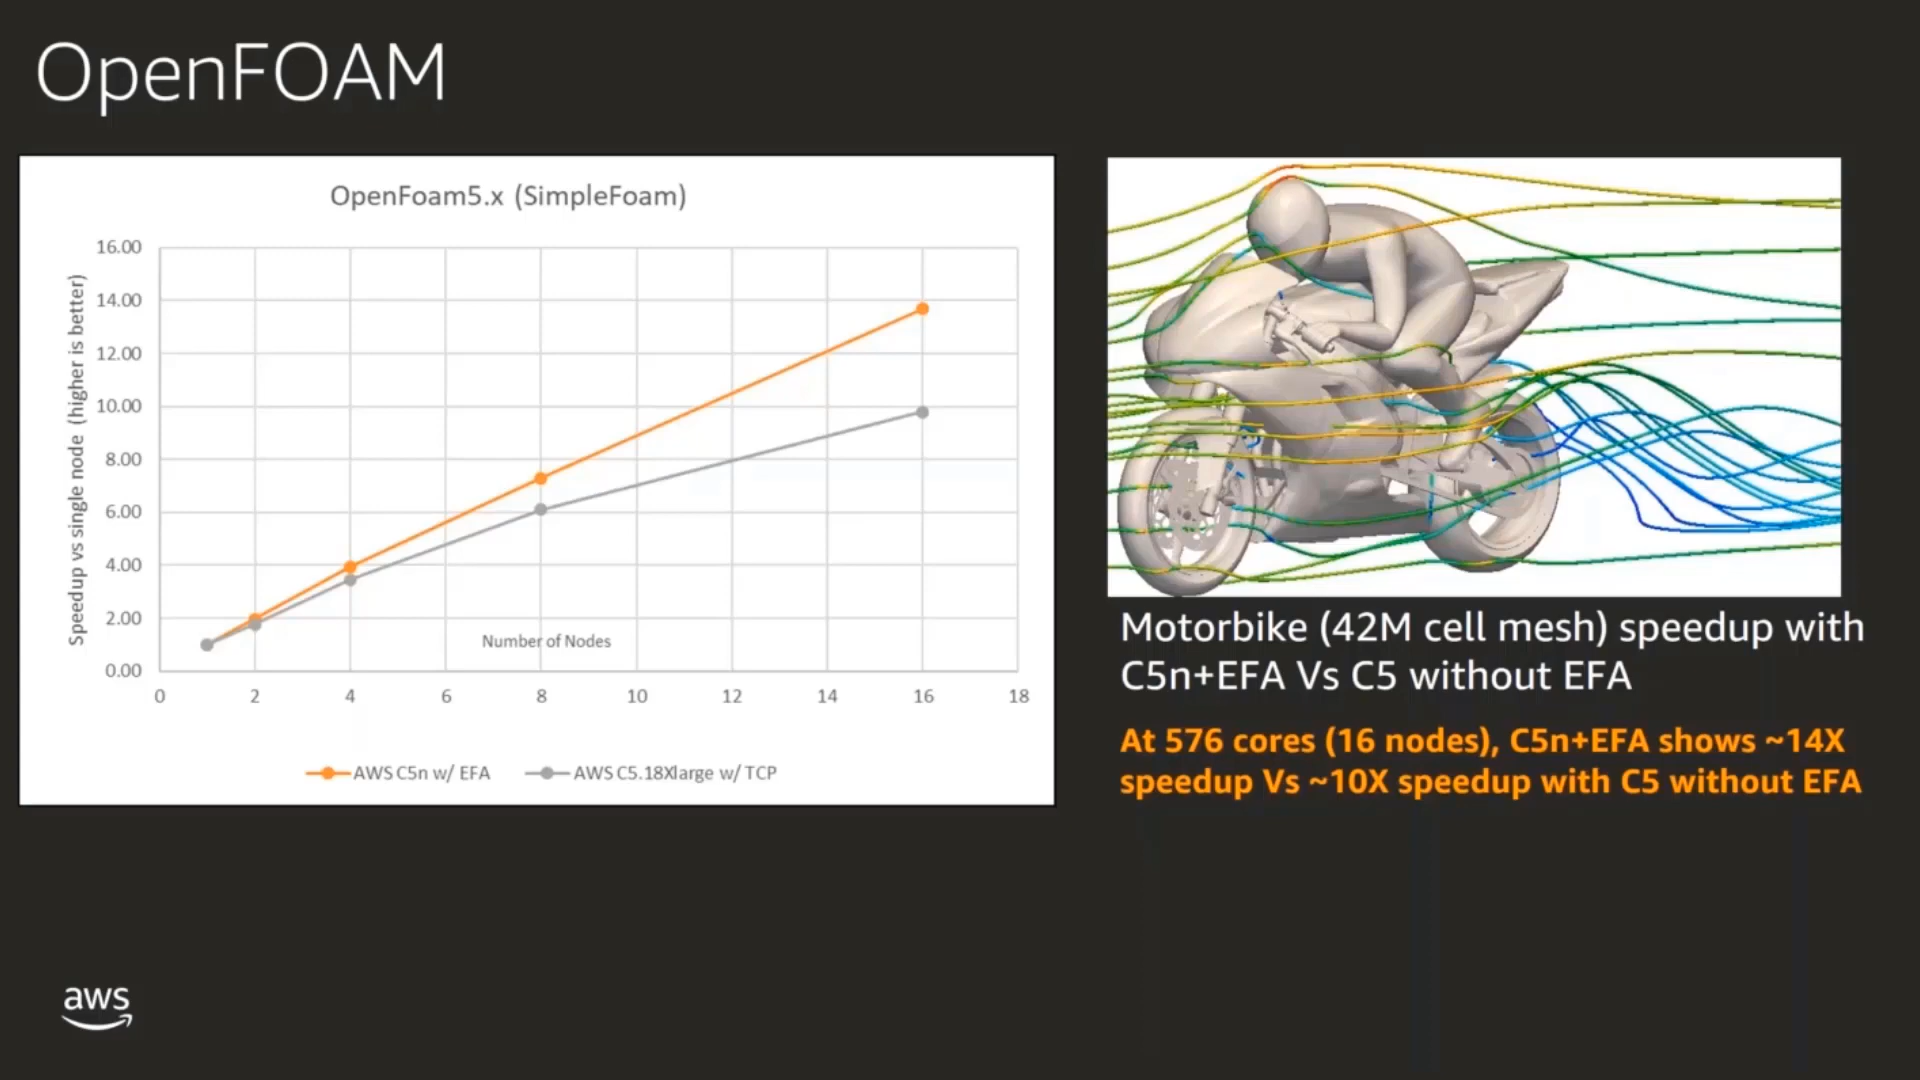 OpenFOAM
OpenFoam5.x (SimpleFoam)
Speedup vs single node (higher is better)
16.00
14.00
12.00
10.00
8.00
6.00
4.00
2.00
0.00
Number of Nodes
0 2 4 6 8 10 12 14 16 18
AWS C5n w/ EFA AWS C5.18Xlarge w/ TCP
Motorbike (42M cell mesh) speedup with
C5n+EFA Vs C5 without EFA
At 576 cores (16 nodes), C5n+EFA shows ~14X
speedup Vs ~10X speedup with C5 without EFA
aws